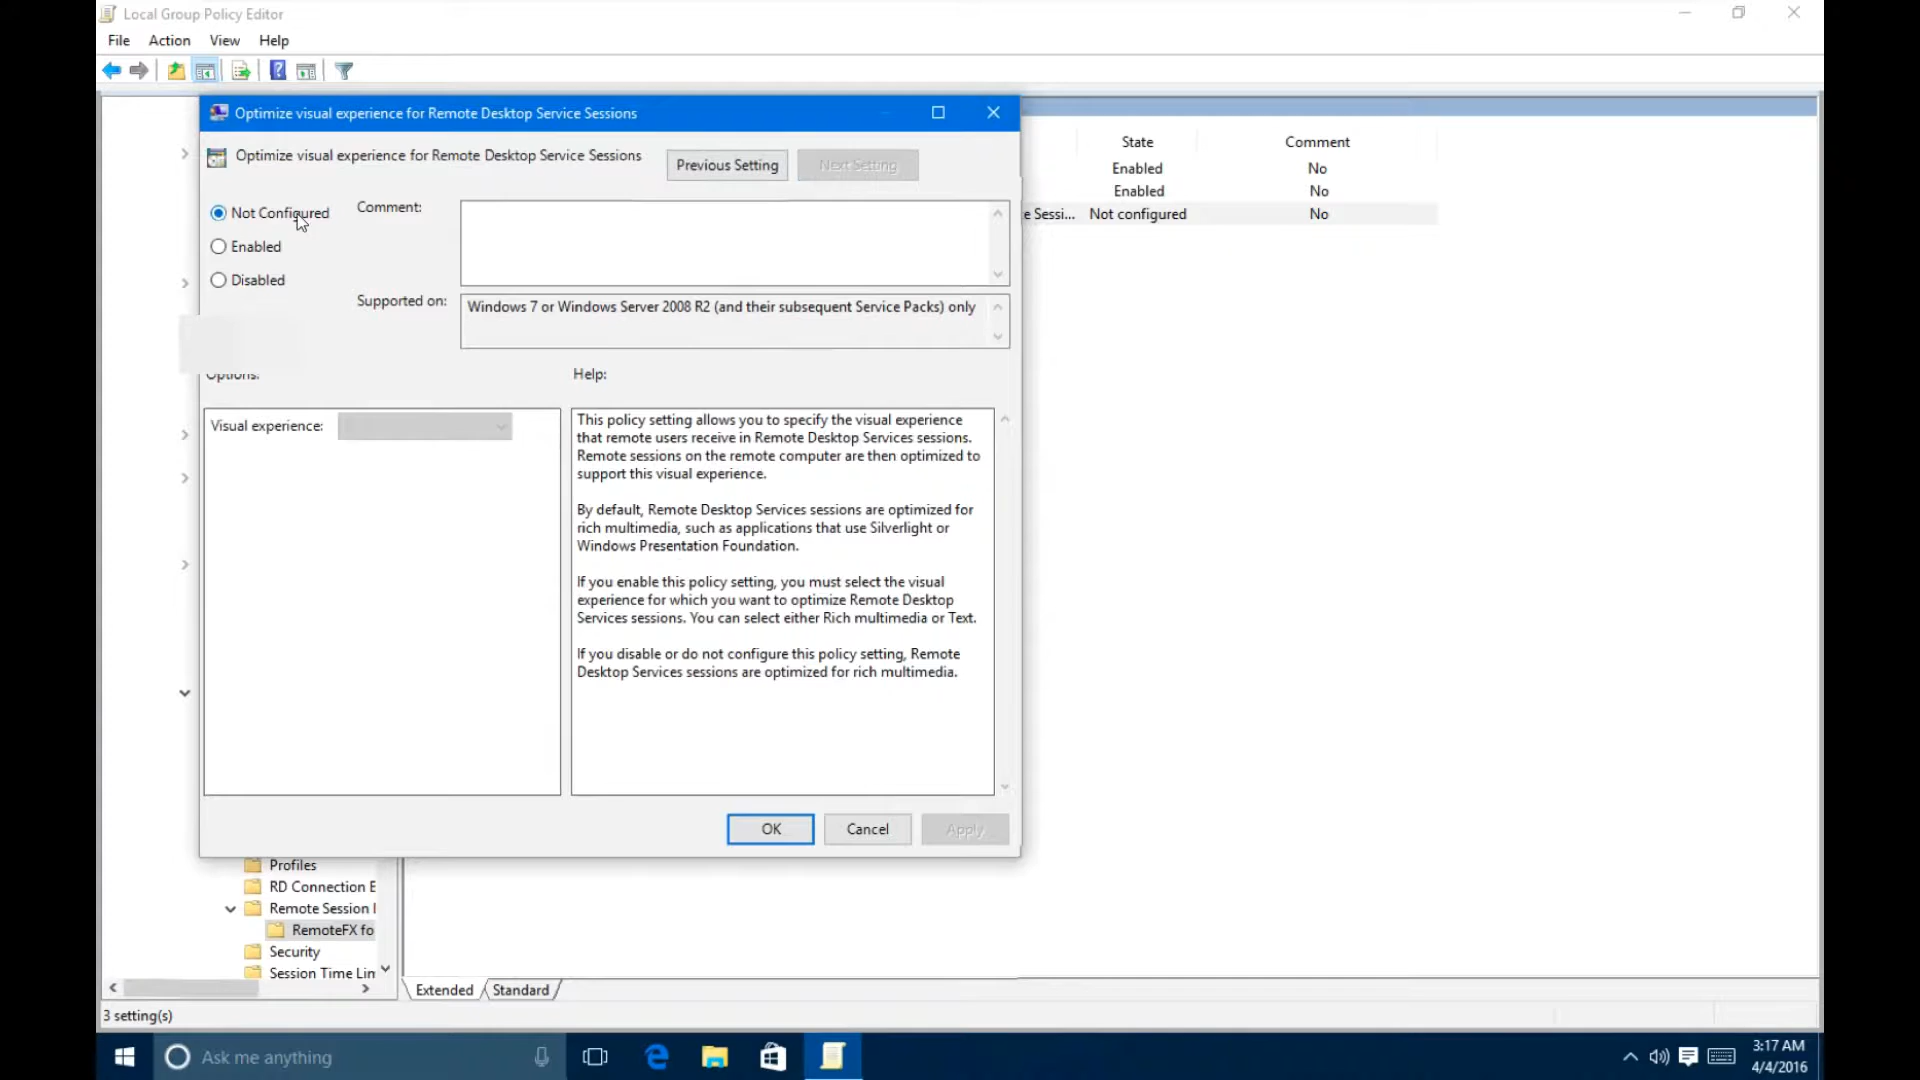 Local Group Policy Editor
File Action View Help
Optimize visual experience for Remote Desktop Service Sessions
Optimize visual experience for Remote Desktop Service Sessions
Previous Setting
Next Setting
Not Configured
Comment:
Enabled
Disabled
Supported on:
Windows 7 or Windows Server 2008 R2 (and their subsequent Service Packs) only
Options:
Help:
Visual experience:
This policy setting allows you to specify the visual experience
that remote users receive in Remote Desktop Services sessions.
Remote sessions on the remote computer are then optimized to
support this visual experience.
By default, Remote Desktop Services sessions are optimized for
rich multimedia, such as applications that use Silverlight or
Windows Presentation Foundation.
If you enable this policy setting, you must select the visual
experience for which you want to optimize Remote Desktop
Services sessions. You can select either Rich multimedia or Text.
If you disable or do not configure this policy setting, Remote
Desktop Services sessions are optimized for rich multimedia.
OK
Cancel
Apply
State Comment
Enabled No
Enabled No
e Sessi... Not configured No
Profiles
RD Connection E
Remote Session
RemoteFX fo
Security
Session Time Lin
Extended Standard
3 setting(s)
Ask me anything
3:17 AM
4/4/2016